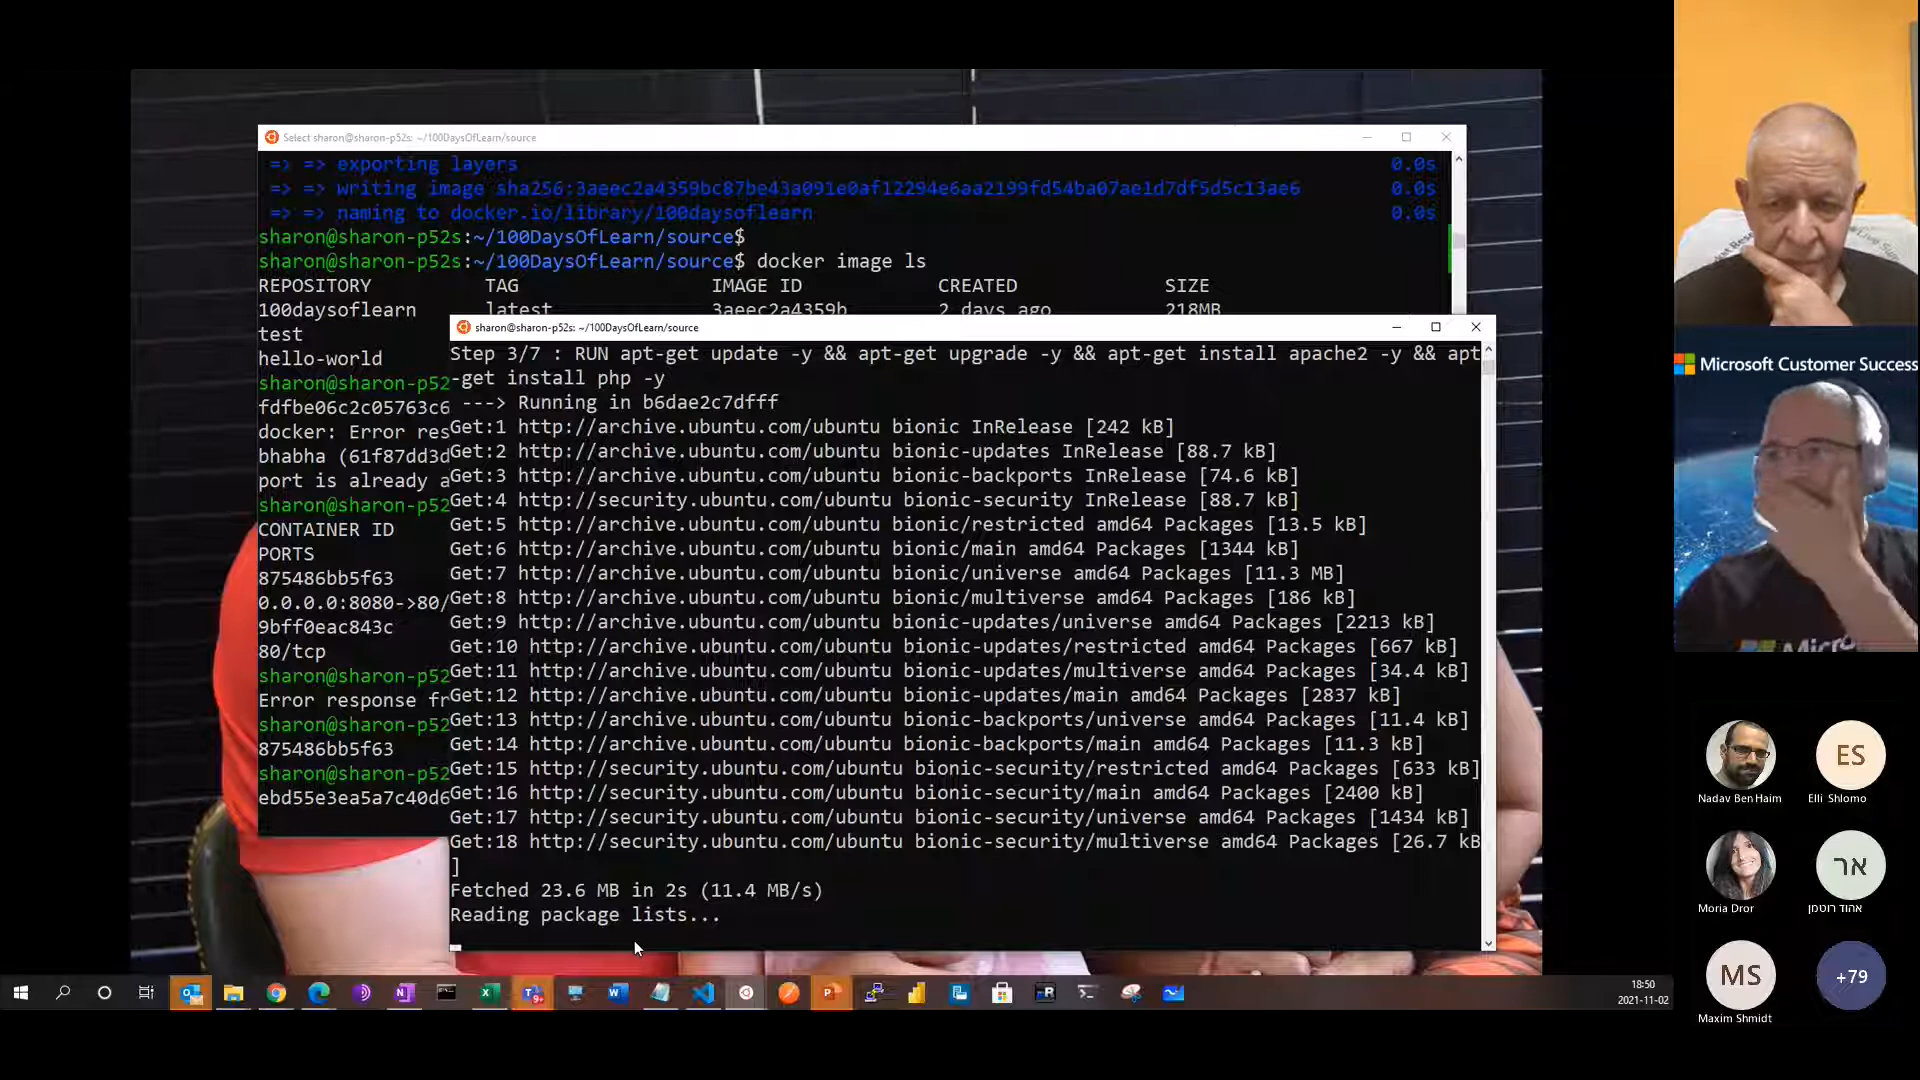 Select sharon@sharon-p52s: ~/100DaysOfLearn/source
=> => exporting layers 0.0s
=> => writing image sha256:3aeec2a4359bc87be43a091e0af12294e6aa2199fd54ba07ae1d7df5d5c13ae6 0.0s
=> => naming to docker.io/library/100daysoflearn 0.0s
sharon@sharon-p52s:~/100DaysOfLearn/source$
sharon@sharon-p52s:~/100DaysOfLearn/source$ docker image ls
REPOSITORY TAG IMAGE ID CREATED SIZE
100daysoflearn latest 3aeec2a4359b 2 days ago 218MB
test
hello-world
sharon@sharon-p52
fdfbe06c2c05763c6
docker: Error res
bhabha (61f87dd3d
port is already a
sharon@sharon-p52
CONTAINER ID
PORTS
875486bb5f63
0.0.0.0:8080->80/
9bff0eac843c
80/tcp
sharon@sharon-p52
Error response fr
sharon@sharon-p52
875486bb5f63
sharon@sharon-p52
ebd55e3ea5a7c40d6
sharon@sharon-p52s: ~/100DaysOfLearn/source
Step 3/7 : RUN apt-get update -y && apt-get upgrade -y && apt-get install apache2 -y && apt
-get install php -y
---> Running in b6dae2c7dfff
Get:1 http://archive.ubuntu.com/ubuntu bionic InRelease [242 kB]
Get:2 http://archive.ubuntu.com/ubuntu bionic-updates InRelease [88.7 kB]
Get:3 http://archive.ubuntu.com/ubuntu bionic-backports InRelease [74.6 kB]
Get:4 http://security.ubuntu.com/ubuntu bionic-security InRelease [88.7 kB]
Get:5 http://archive.ubuntu.com/ubuntu bionic/restricted amd64 Packages [13.5 kB]
Get:6 http://archive.ubuntu.com/ubuntu bionic/main amd64 Packages [1344 kB]
Get:7 http://archive.ubuntu.com/ubuntu bionic/universe amd64 Packages [11.3 MB]
Get:8 http://archive.ubuntu.com/ubuntu bionic/multiverse amd64 Packages [186 kB]
Get:9 http://archive.ubuntu.com/ubuntu bionic-updates/universe amd64 Packages [2213 kB]
Get:10 http://archive.ubuntu.com/ubuntu bionic-updates/restricted amd64 Packages [667 kB]
Get:11 http://archive.ubuntu.com/ubuntu bionic-updates/multiverse amd64 Packages [34.4 kB]
Get:12 http://archive.ubuntu.com/ubuntu bionic-updates/main amd64 Packages [2837 kB]
Get:13 http://archive.ubuntu.com/ubuntu bionic-backports/universe amd64 Packages [11.4 kB]
Get:14 http://archive.ubuntu.com/ubuntu bionic-backports/main amd64 Packages [11.3 kB]
Get:15 http://security.ubuntu.com/ubuntu bionic-security/restricted amd64 Packages [633 kB]
Get:16 http://security.ubuntu.com/ubuntu bionic-security/main amd64 Packages [2400 kB]
Get:17 http://security.ubuntu.com/ubuntu bionic-security/universe amd64 Packages [1434 kB]
Get:18 http://security.ubuntu.com/ubuntu bionic-security/multiverse amd64 Packages [26.7 kB
]
Fetched 23.6 MB in 2s (11.4 MB/s)
Reading package lists...
18:50
2021-11-02
Microsoft Customer Success
ES
Nadav Ben Haim
Elli Shlomo
אר
Moria Dror
אהוד רוטמן
MS
+79
Maxim Shmidt